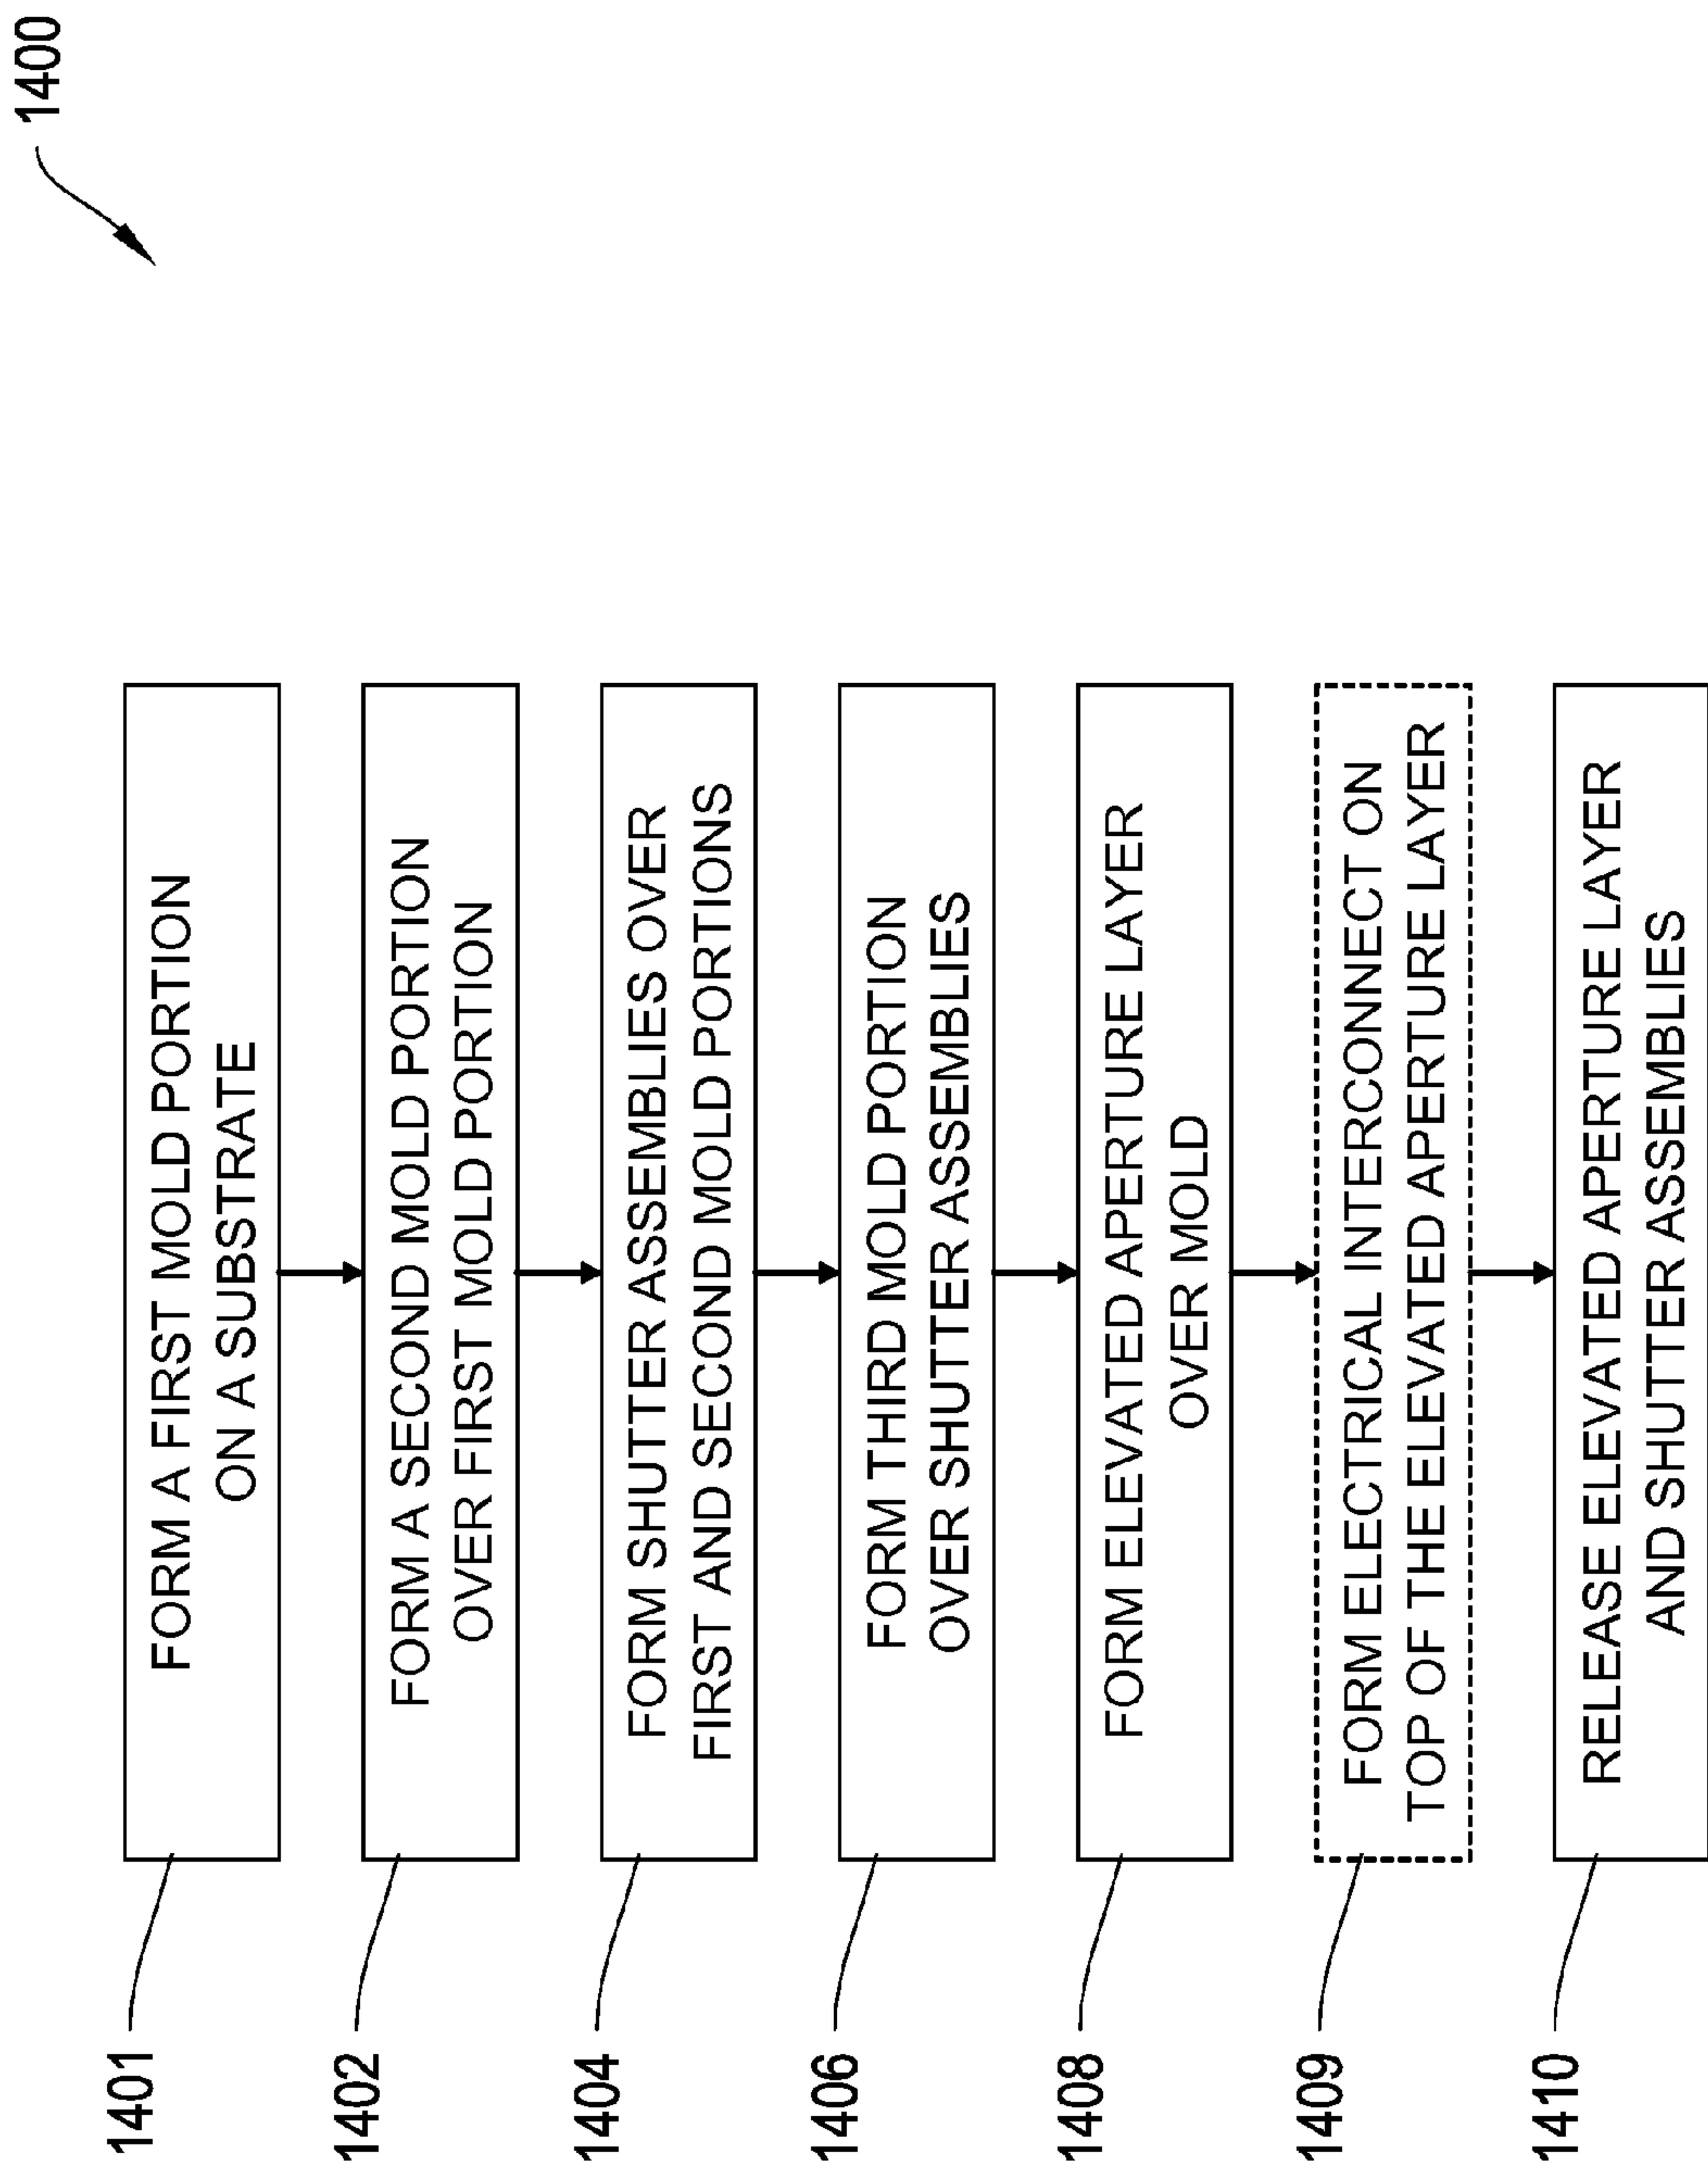 1400
1401
FORM A FIRST MOLD PORTION
ON A SUBSTRATE
1402
FORM A SECOND MOLD PORTION
OVER FIRST MOLD PORTION
1404
FORM SHUTTER ASSEMBLIES OVER
FIRST AND SECOND MOLD PORTIONS
1406
FORM THIRD MOLD PORTION
OVER SHUTTER ASSEMBLIES
1408
FORM ELEVATED APERTURE LAYER
OVER MOLD
1409
FORM ELECTRICAL INTERCONNECT ON
TOP OF THE ELEVATED APERTURE LAYER
1410
RELEASE ELEVATED APERTURE LAYER
AND SHUTTER ASSEMBLIES